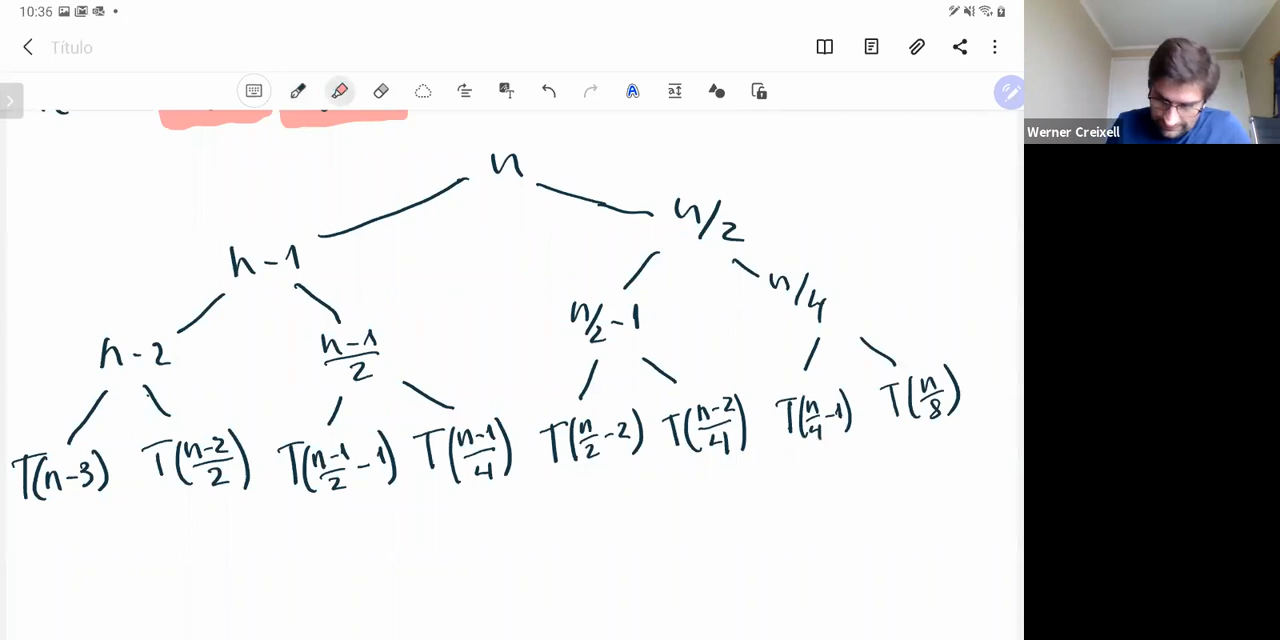 10:36
Título
Werner Creixell
n
n-1
n/2
n-2
n-1/2
n/2-1
n/4
T(n-3) T(n-2/2) T(n-1/2 - 1) T(n-1/4) T(n/2 - 2) T(n-2/4) T(n/4 - 1) T(n/8)